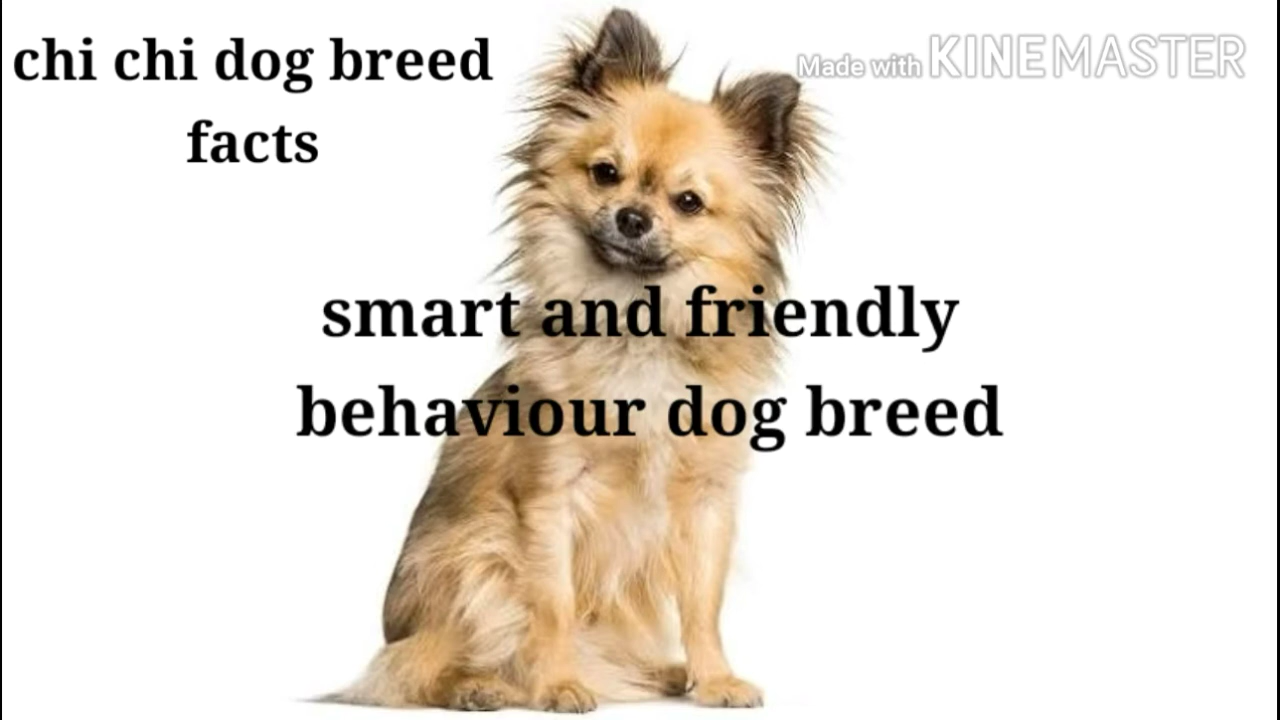 chi chi dog breed
facts
Made with KINEMASTER
smart and friendly
behaviour dog breed